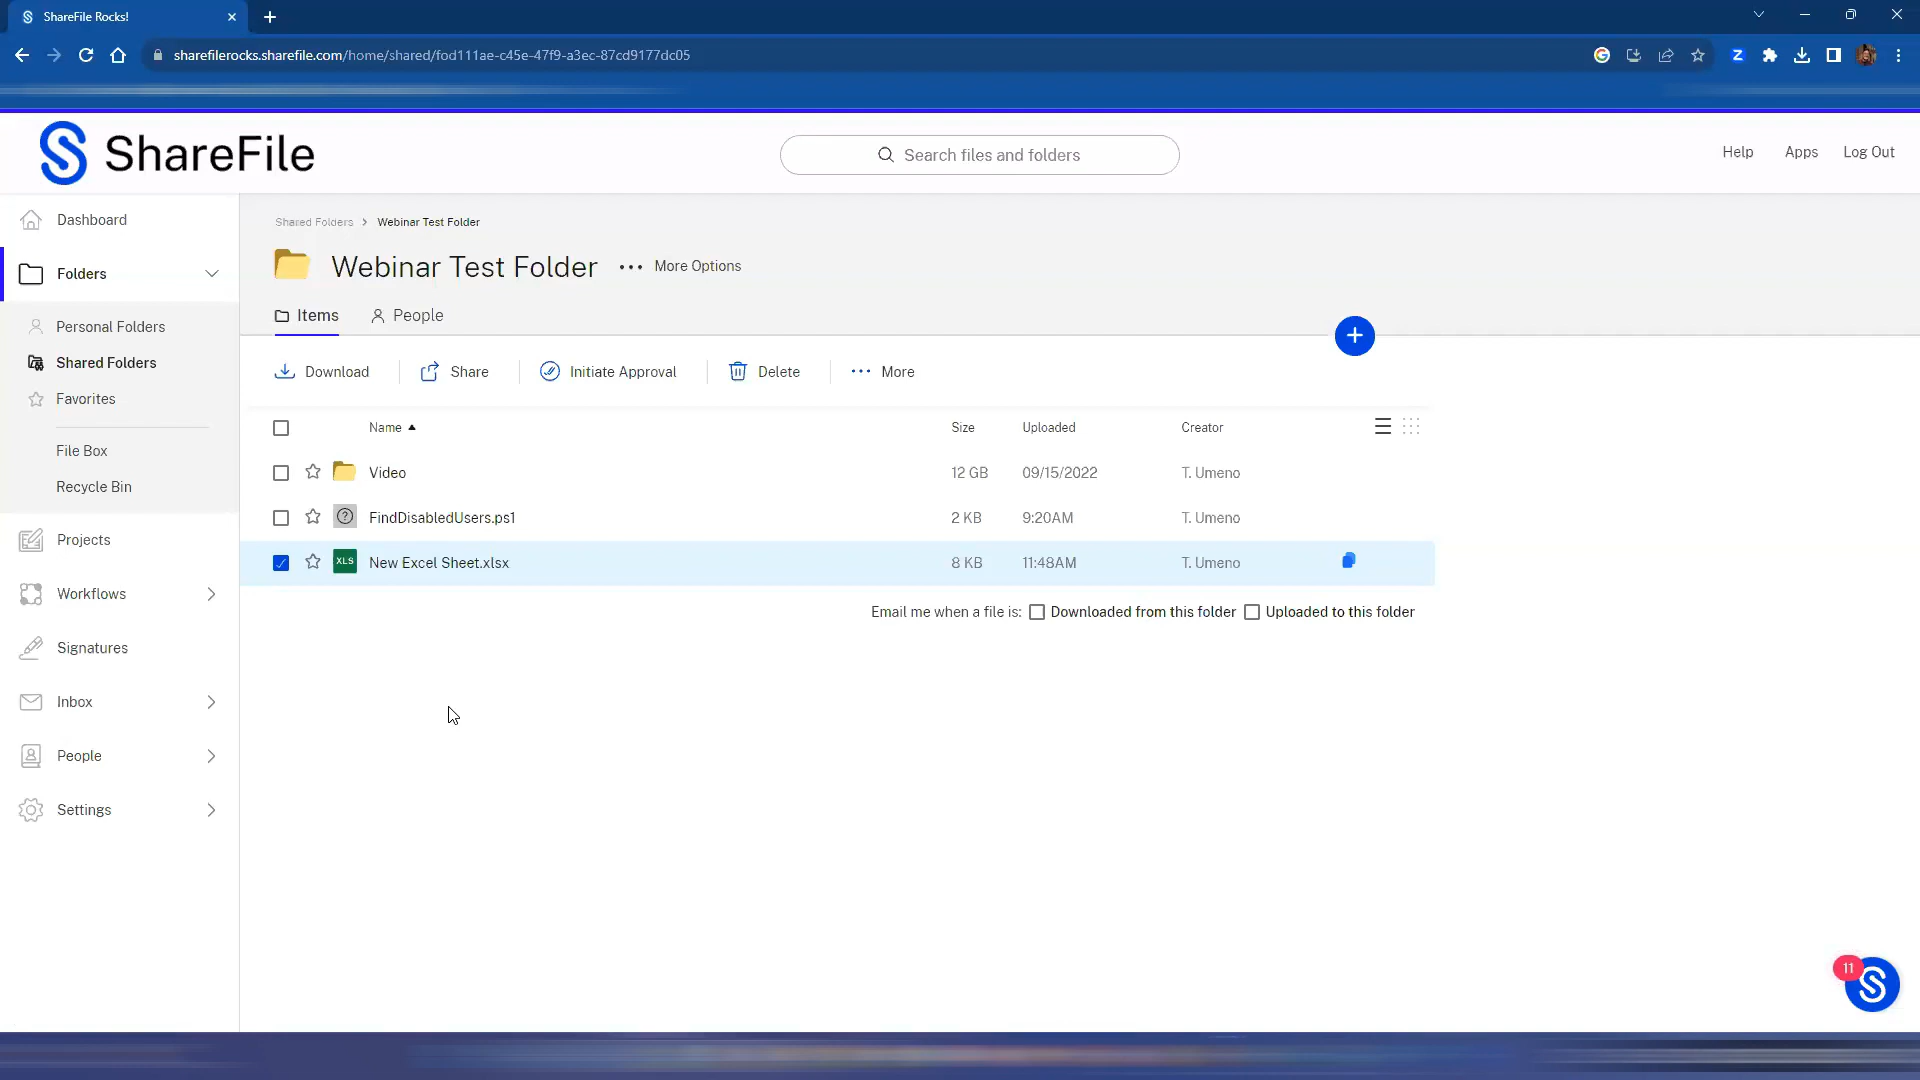 ShareFile Rocks!
sharefilerocks.sharefile.com/home/shared/fod111ae-c45e-47f9-a3ec-87cd9177dc05
ShareFile
Search files and folders
Help Apps Log Out
Dashboard
Folders
Personal Folders
Shared Folders
Favorites
File Box
Recycle Bin
Projects
Workflows
Signatures
Inbox
People
Settings
Shared Folders > Webinar Test Folder
Webinar Test Folder ... More Options
Items People
Download Share Initiate Approval Delete ... More
Name Size Uploaded Creator
Video 12 GB 09/15/2022 T. Umeno
FindDisabledUsers.ps1 2 KB 9:20AM T. Umeno
XLS New Excel Sheet.xlsx 8 KB 11:48AM T. Umeno
Email me when a file is: Downloaded from this folder Uploaded to this folder
11